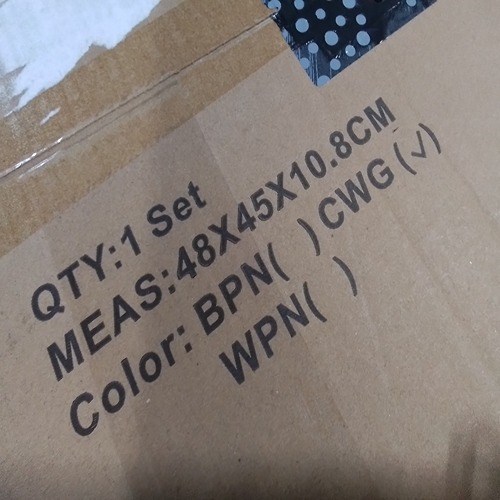 QTY:1 Set
MEAS:48X45X10.8CM
Color: BPN( ) CWG(✓)
WPN( )